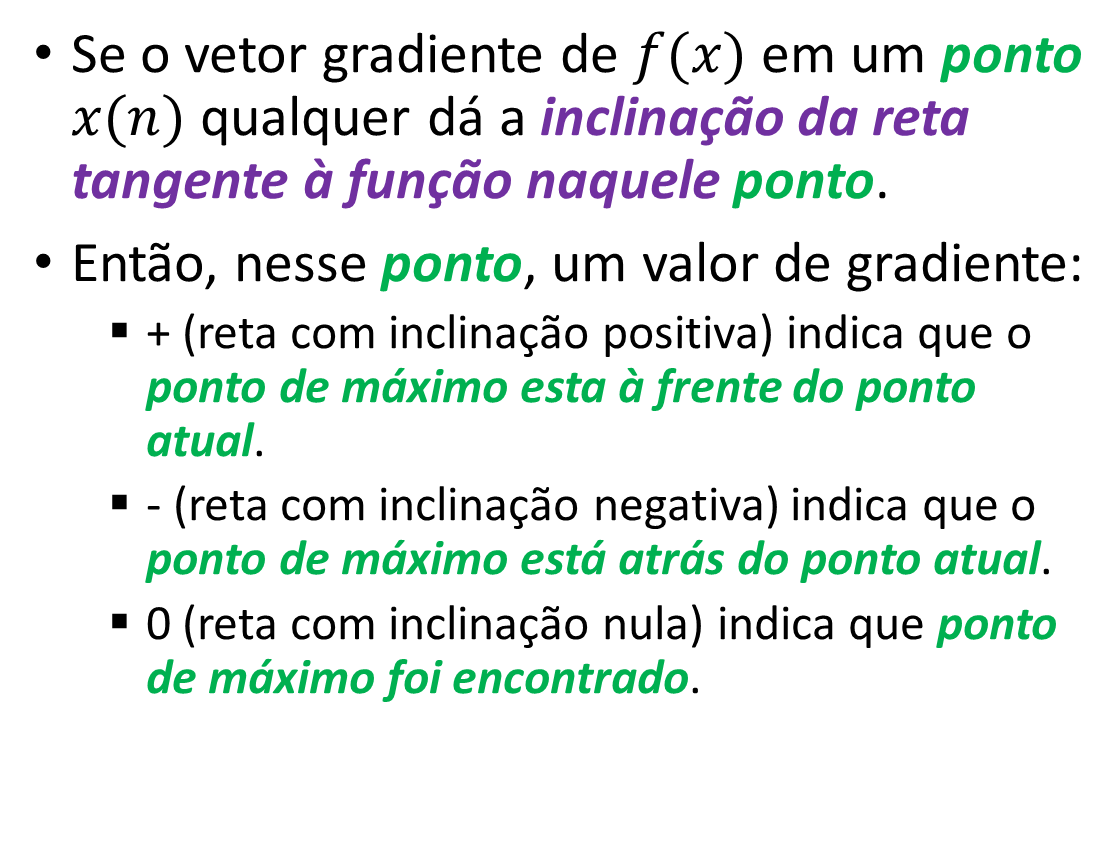 • Se o vetor gradiente de 𝑓(𝑥) em um ponto
𝑥(𝑛) qualquer dá a inclinação da reta
tangente à função naquele ponto.
• Então, nesse ponto, um valor de gradiente:
▪ + (reta com inclinação positiva) indica que o
ponto de máximo esta à frente do ponto
atual.
▪ - (reta com inclinação negativa) indica que o
ponto de máximo está atrás do ponto atual.
▪ 0 (reta com inclinação nula) indica que ponto
de máximo foi encontrado.